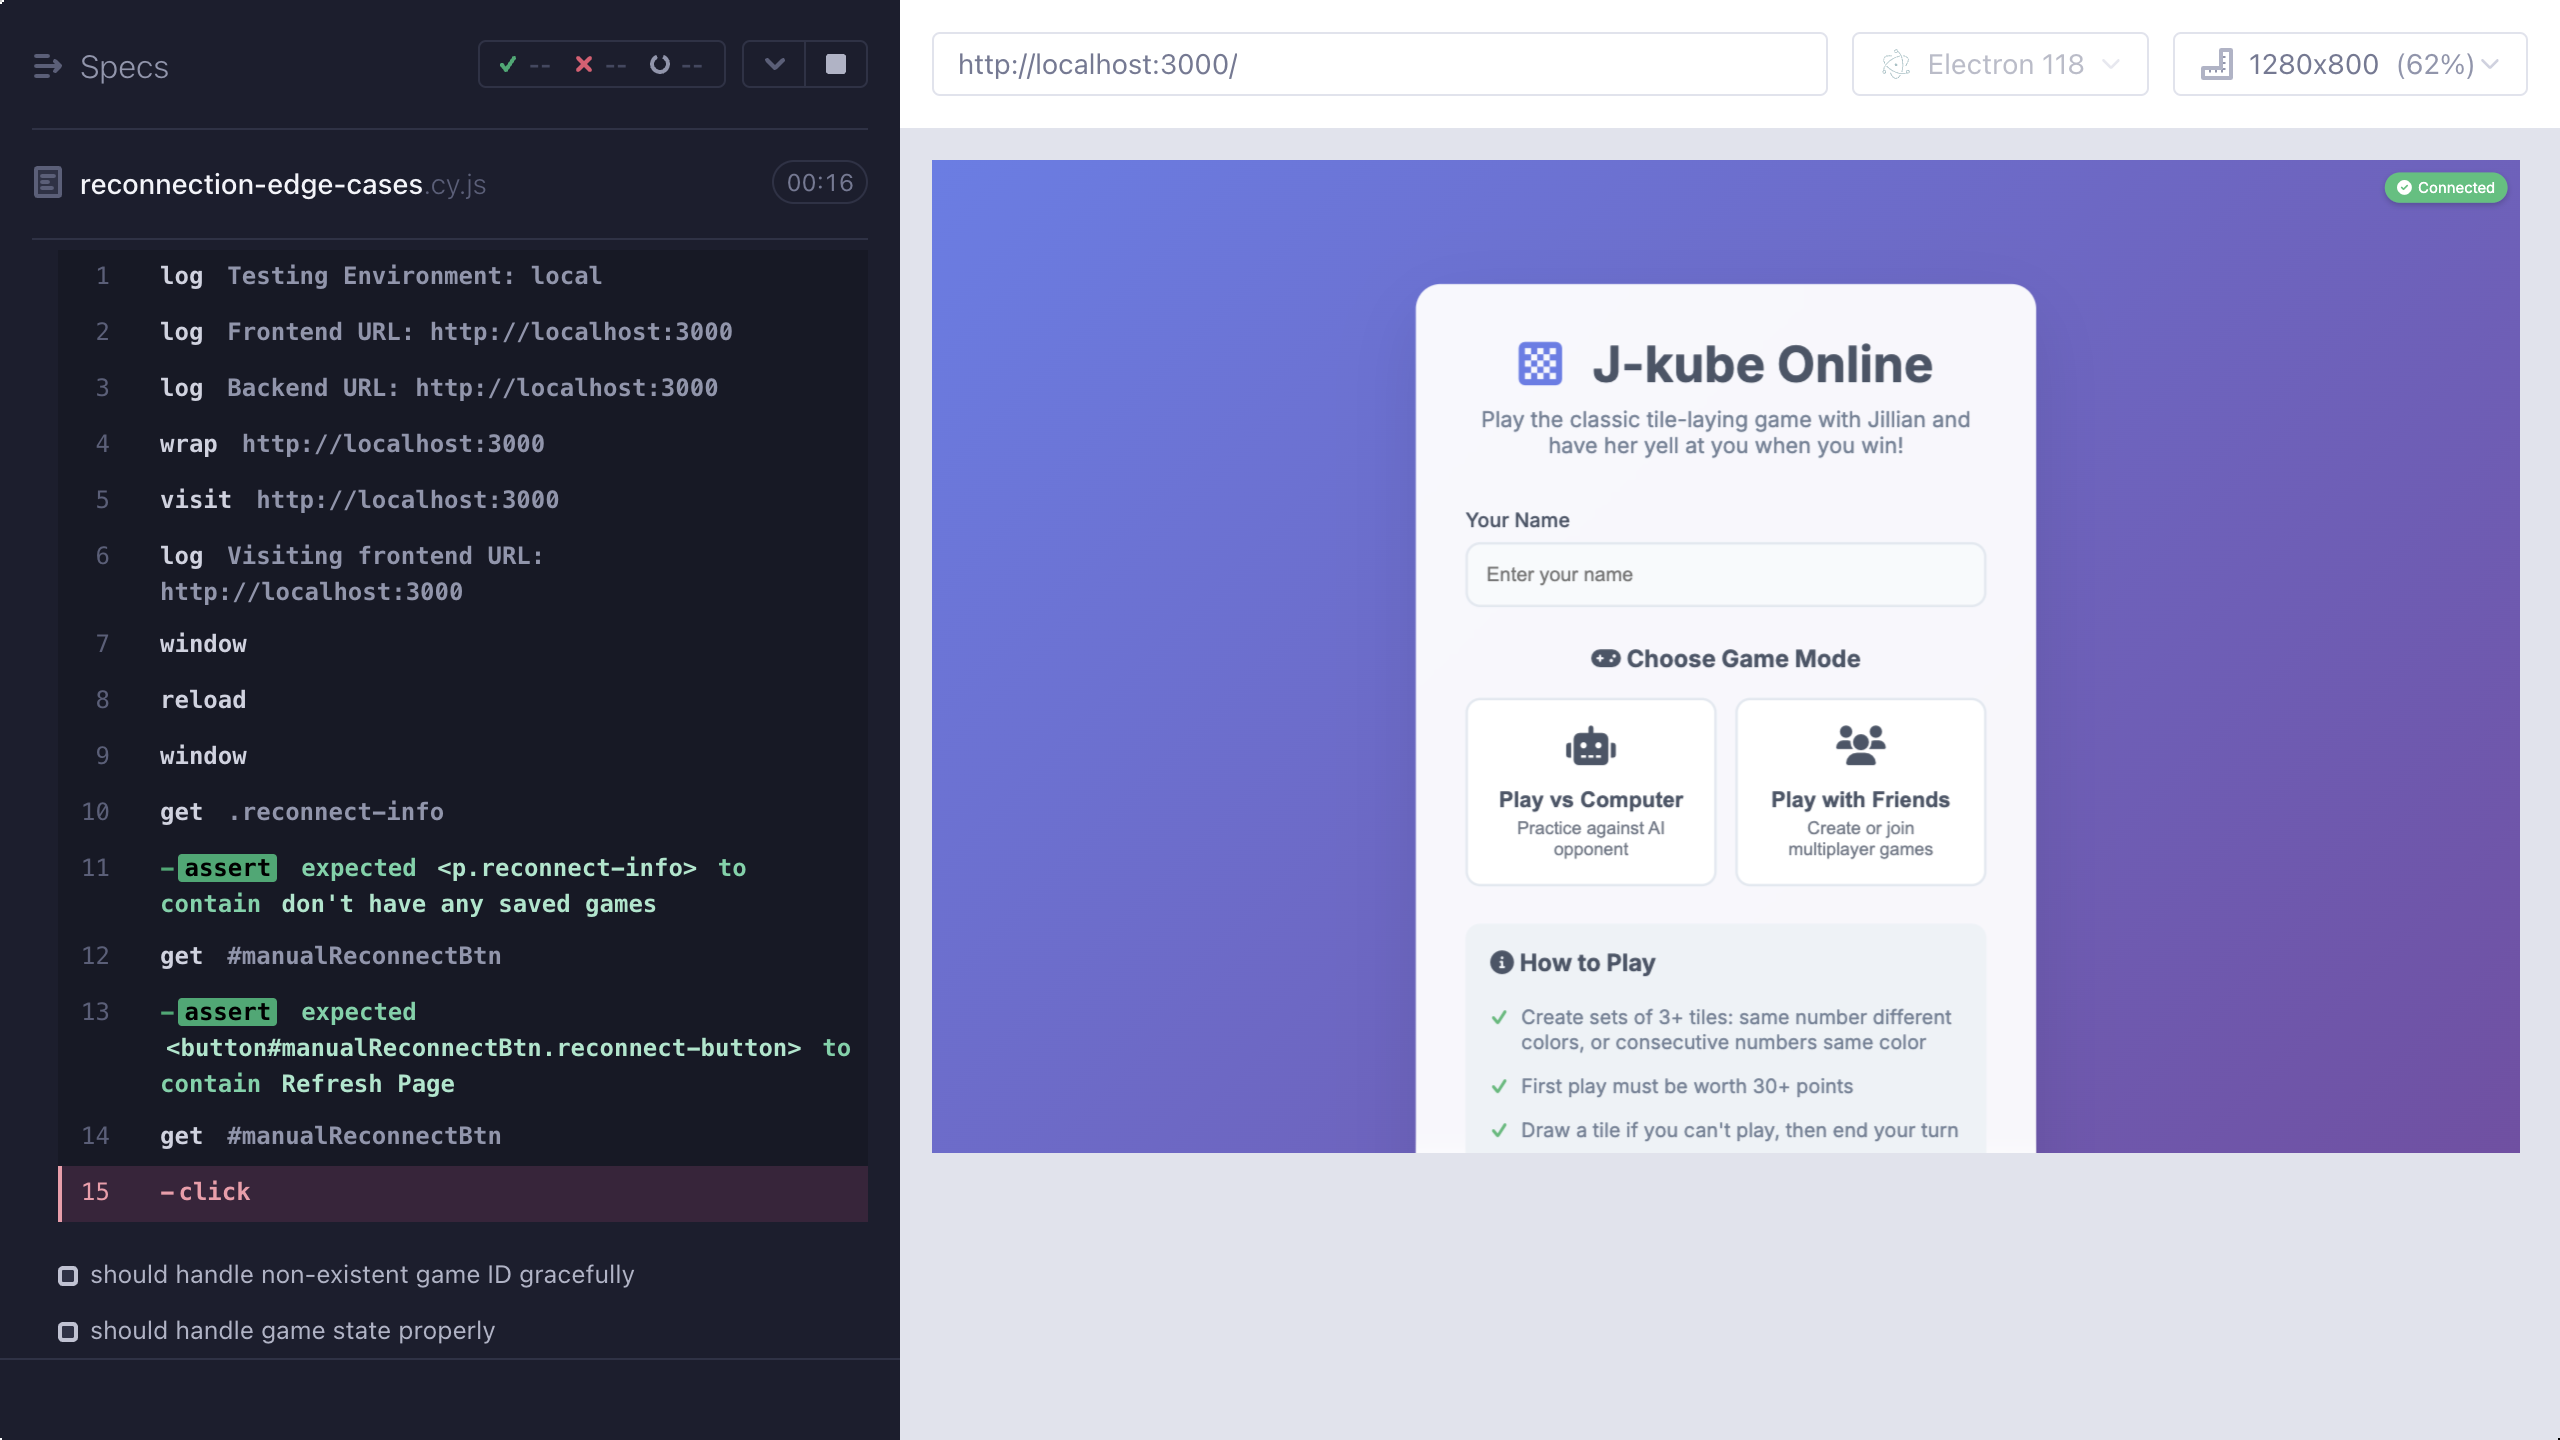 Specs
-- -- --
reconnection-edge-cases.cy.js
00:16
1 log Testing Environment: local
2 log Frontend URL: http://localhost:3000
3 log Backend URL: http://localhost:3000
4 wrap http://localhost:3000
5 visit http://localhost:3000
6 log Visiting frontend URL:
http://localhost:3000
7 window
8 reload
9 window
10 get .reconnect-info
11 -assert expected <p.reconnect-info> to
contain don't have any saved games
12 get #manualReconnectBtn
13 -assert expected
<button#manualReconnectBtn.reconnect-button> to
contain Refresh Page
14 get #manualReconnectBtn
15 -click
should handle non-existent game ID gracefully
should handle game state properly
http://localhost:3000/
Electron 118
1280x800 (62%)
Connected
J-kube Online
Play the classic tile-laying game with Jillian and
have her yell at you when you win!
Your Name
Enter your name
Choose Game Mode
Play vs Computer
Practice against AI
opponent
Play with Friends
Create or join
multiplayer games
How to Play
Create sets of 3+ tiles: same number different
colors, or consecutive numbers same color
First play must be worth 30+ points
Draw a tile if you can't play, then end your turn